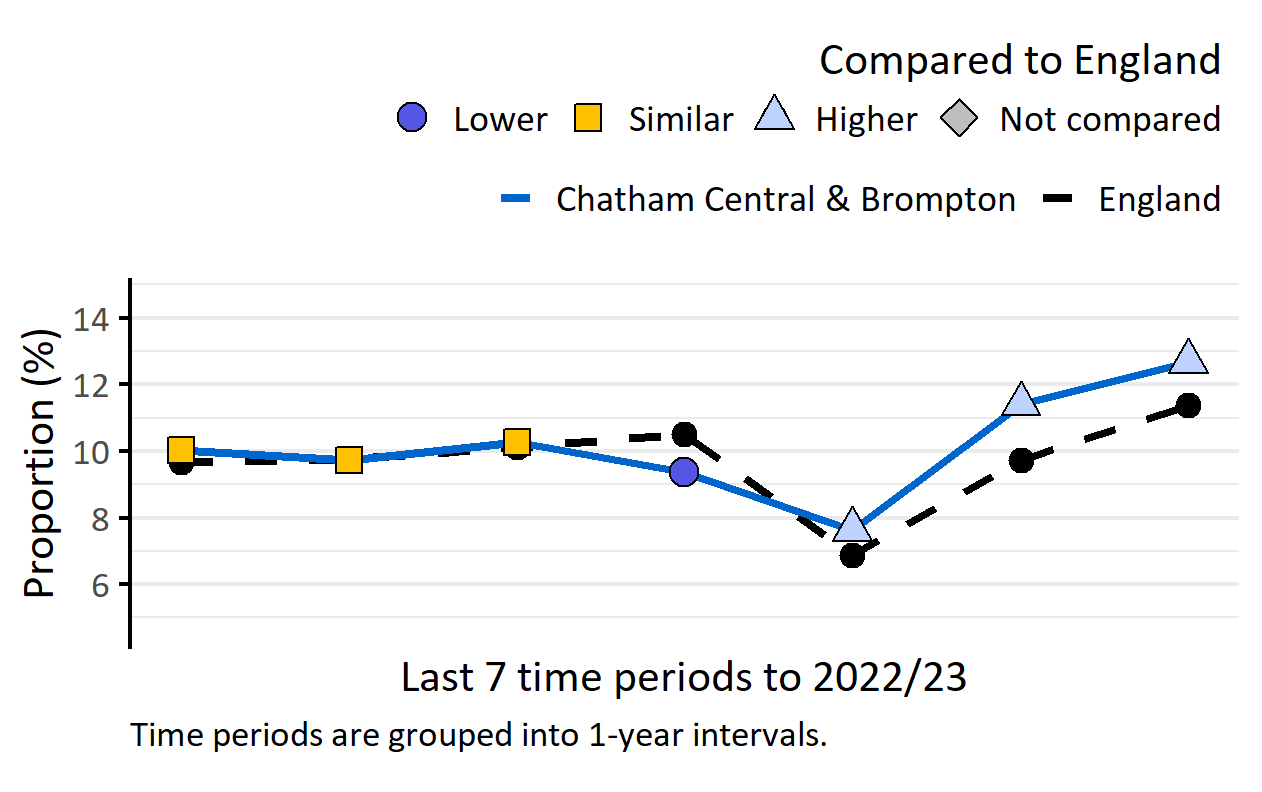 Compared to England
Lower Similar Higher Not compared
Chatham Central & Brompton England
Proportion (%)
14
12
10
8
6
Last 7 time periods to 2022/23
Time periods are grouped into 1-year intervals.